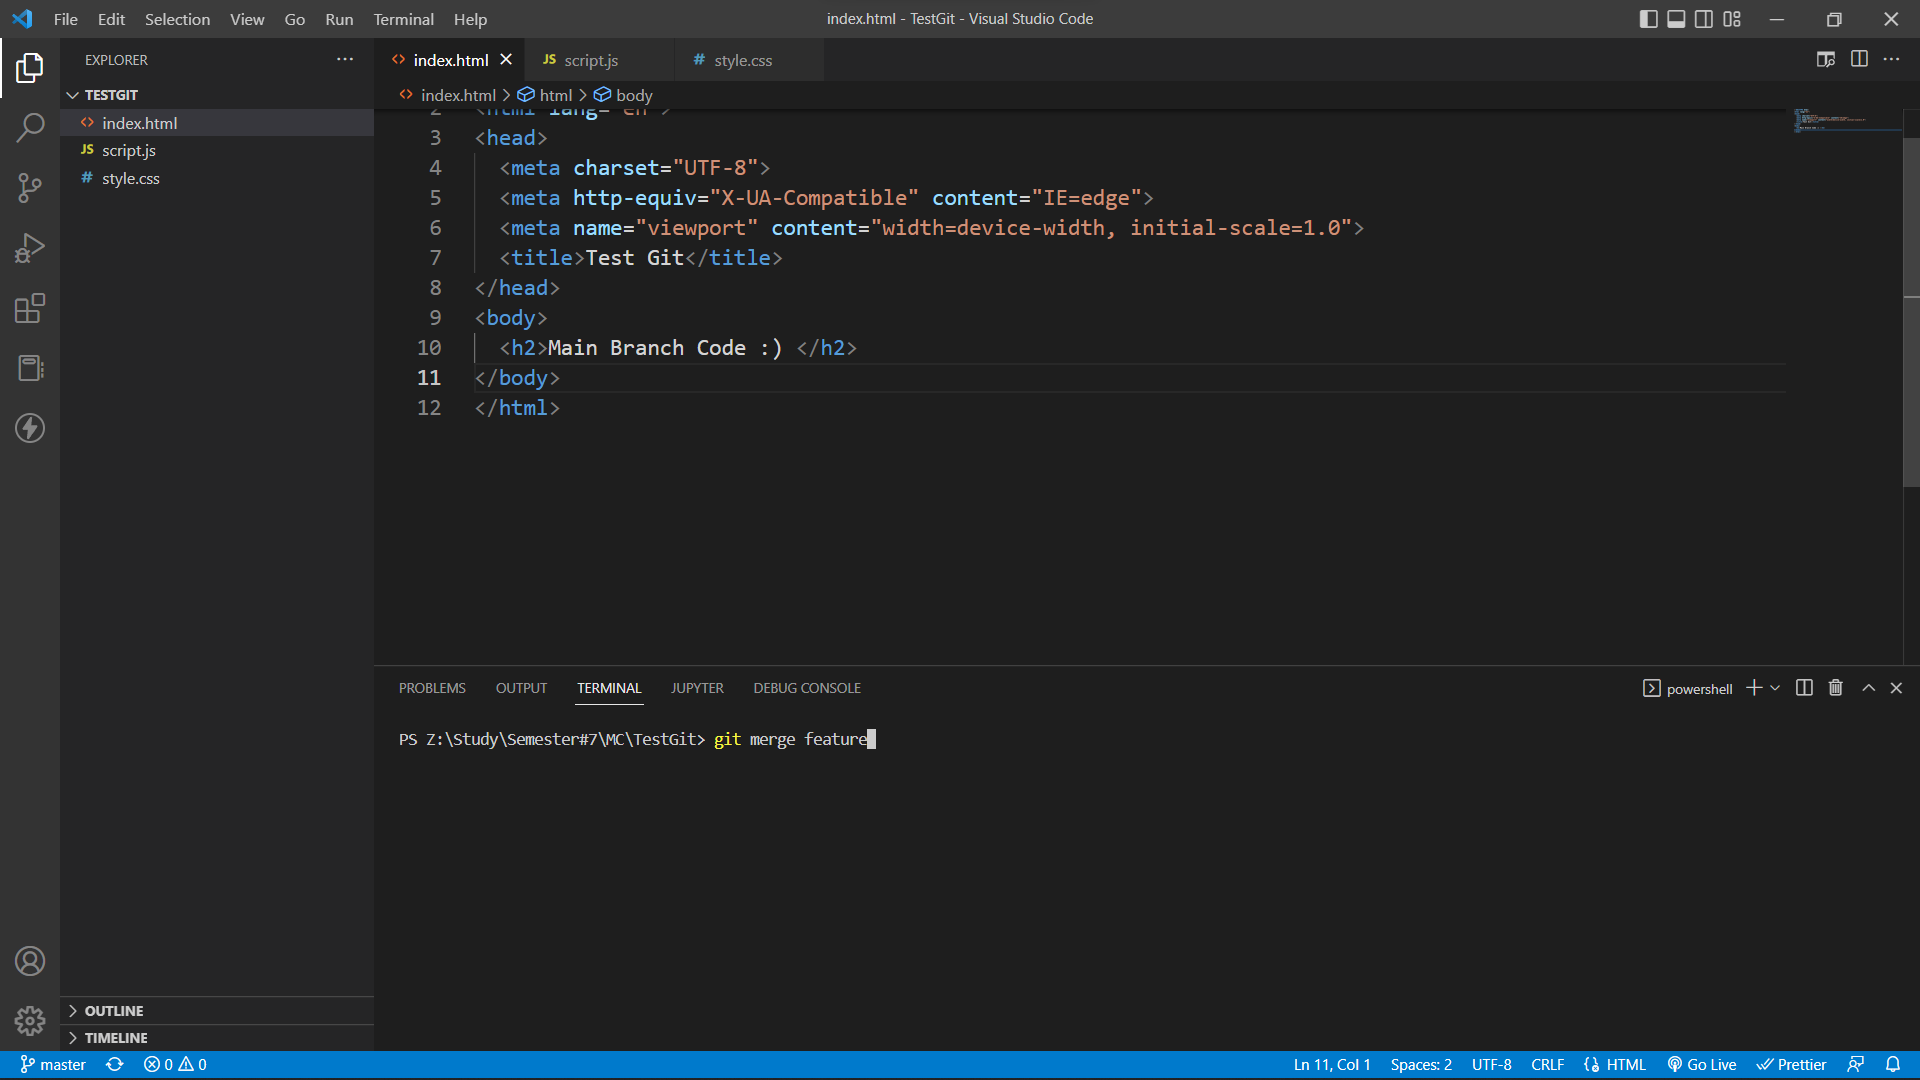 File Edit Selection View Go Run Terminal Help
index.html - TestGit - Visual Studio Code
EXPLORER
TESTGIT
index.html
JS script.js
# style.css
OUTLINE
TIMELINE
index.html
JS script.js
# style.css
index.html > html > body
2 <html lang="en">
3 <head>
4 <meta charset="UTF-8">
5 <meta http-equiv="X-UA-Compatible" content="IE=edge">
6 <meta name="viewport" content="width=device-width, initial-scale=1.0">
7 <title>Test Git</title>
8 </head>
9 <body>
10 <h2>Main Branch Code :) </h2>
11 </body>
12 </html>
PROBLEMS OUTPUT TERMINAL JUPYTER DEBUG CONSOLE
powershell
PS Z:\Study\Semester#7\MC\TestGit> git merge feature
master 0 0
Ln 11, Col 1 Spaces: 2 UTF-8 CRLF HTML Go Live Prettier